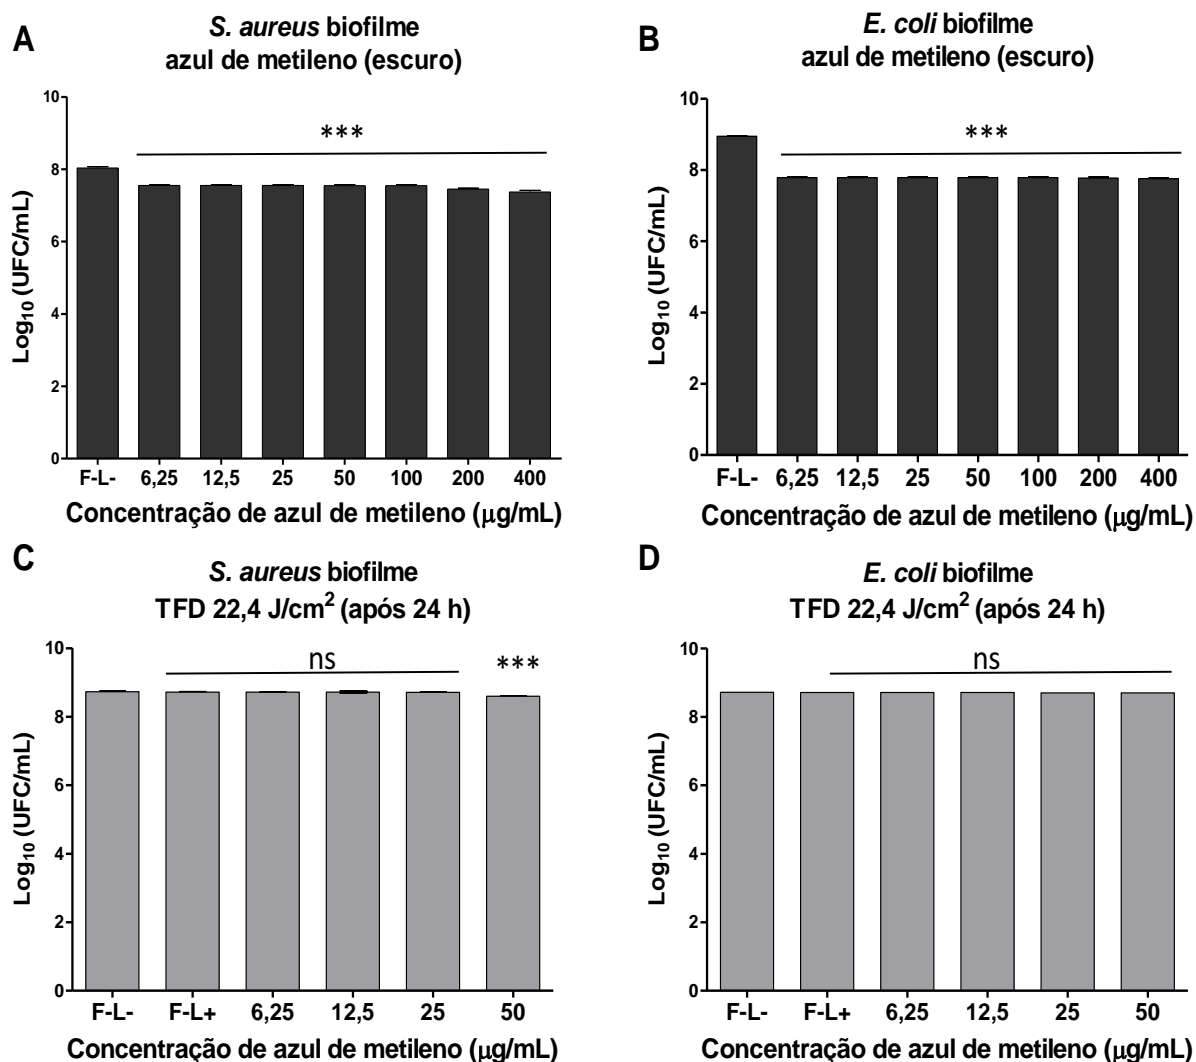 A
S. aureus biofilme
azul de metileno (escuro)
***
Log10 (UFC/mL)
10
8
6
4
2
0
F-L- 6,25 12,5 25 50 100 200 400
Concentração de azul de metileno (μg/mL)
B
E. coli biofilme
azul de metileno (escuro)
***
Log10 (UFC/mL)
10
8
6
4
2
0
F-L- 6,25 12,5 25 50 100 200 400
Concentração de azul de metileno (μg/mL)
C
S. aureus biofilme
TFD 22,4 J/cm² (após 24 h)
ns ***
Log10 (UFC/mL)
10
8
6
4
2
0
F-L- F-L+ 6,25 12,5 25 50
Concentração de azul de metileno (μg/mL)
D
E. coli biofilme
TFD 22,4 J/cm² (após 24 h)
ns
Log10 (UFC/mL)
10
8
6
4
2
0
F-L- F-L+ 6,25 12,5 25 50
Concentração de azul de metileno (μg/mL)